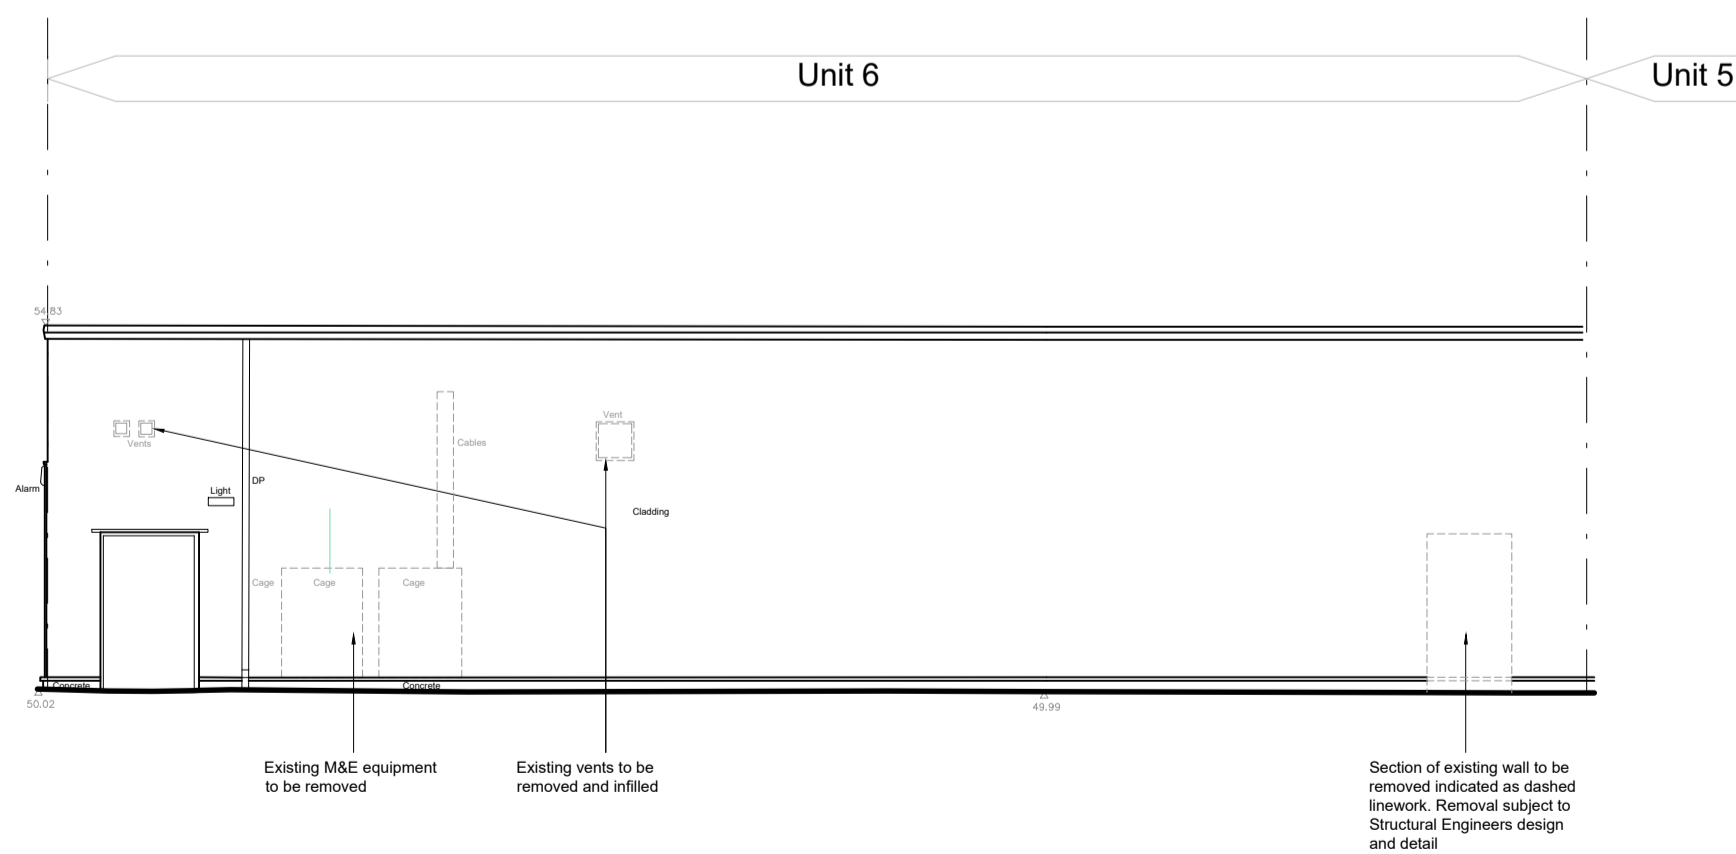 Unit 6
Unit 5
54.83
Vent
Vents
Cables
DP
Alarm
Light
Cladding
Cage
Cage
Cage
Concrete
Concrete
50.02
49.99
Existing M&E equipment
to be removed
Existing vents to be
removed and infilled
Section of existing wall to be
removed indicated as dashed
linework. Removal subject to
Structural Engineers design
and detail